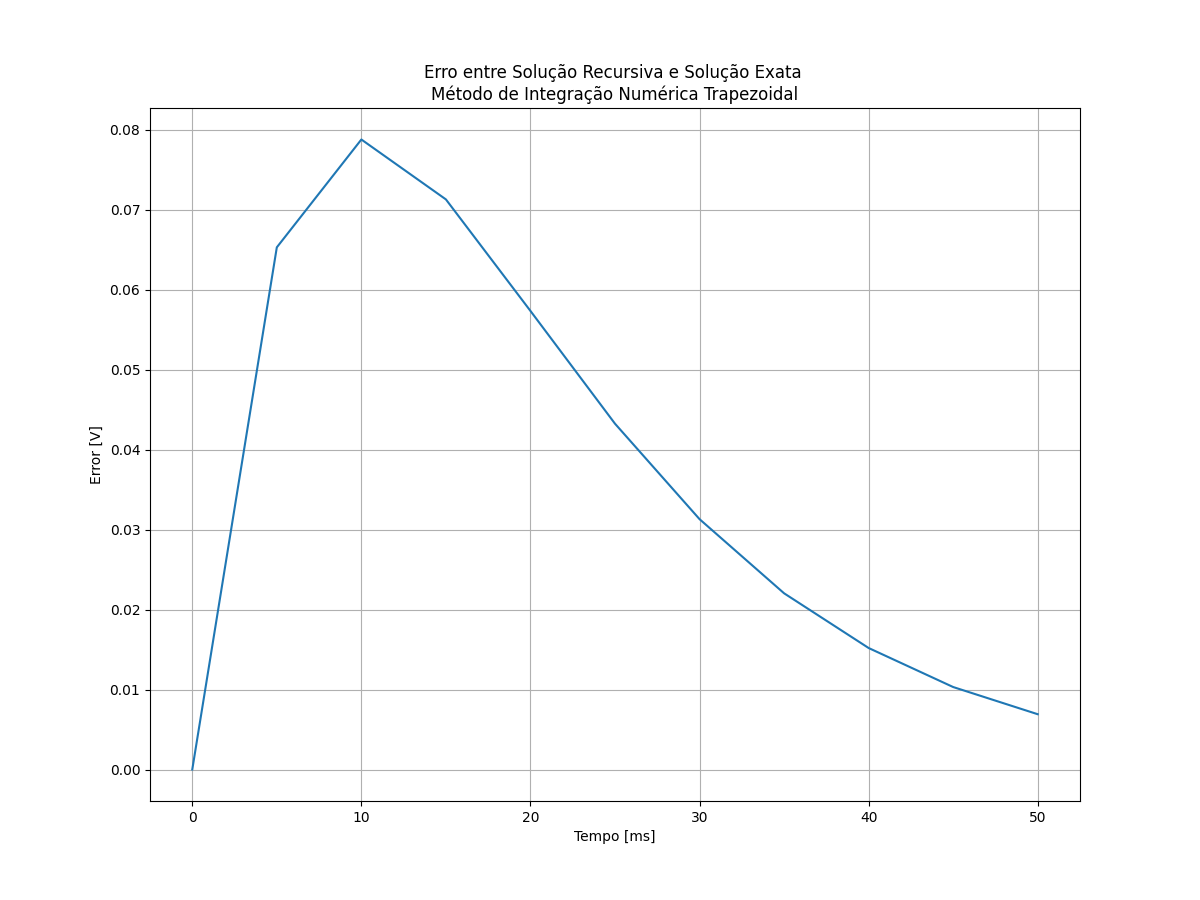 Erro entre Solução Recursiva e Solução Exata
Método de Integração Numérica Trapezoidal
0.08
0.07
0.06
0.05
0.04
0.03
0.02
0.01
0.00
Error [V]
0 10 20 30 40 50
Tempo [ms]